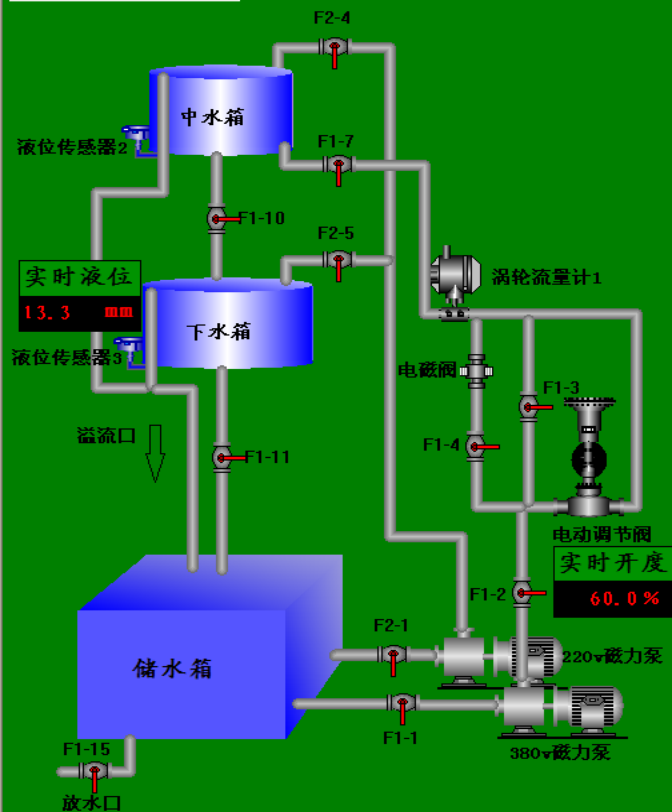 F2-4
中水箱
液位传感器2
F1-7
F1-10
F2-5
实时液位
13.3 mm
涡轮流量计1
下水箱
液位传感器3
电磁阀
F1-3
溢流口
F1-11
F1-4
电动调节阀
实时开度
60.0%
F1-2
F2-1
储水箱
220v磁力泵
F1-1
F1-15
380v磁力泵
放水口